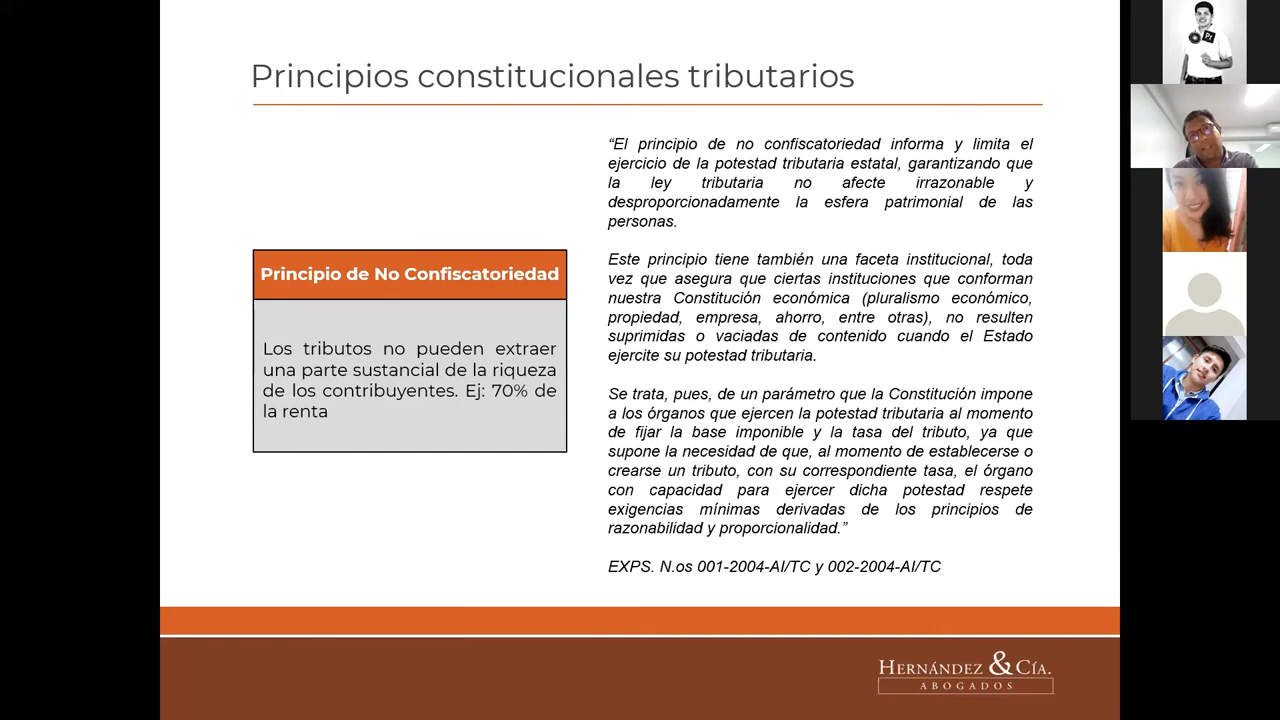 Principios constitucionales tributarios
Principio de No Confiscatoriedad
Los tributos no pueden extraer
una parte sustancial de la riqueza
de los contribuyentes. Ej: 70% de
la renta
“El principio de no confiscatoriedad informa y limita el
ejercicio de la potestad tributaria estatal, garantizando que
la ley tributaria no afecte irrazonable y
desproporcionadamente la esfera patrimonial de las
personas.
Este principio tiene también una faceta institucional, toda
vez que asegura que ciertas instituciones que conforman
nuestra Constitución económica (pluralismo económico,
propiedad, empresa, ahorro, entre otras), no resulten
suprimidas o vaciadas de contenido cuando el Estado
ejercite su potestad tributaria.
Se trata, pues, de un parámetro que la Constitución impone
a los órganos que ejercen la potestad tributaria al momento
de fijar la base imponible y la tasa del tributo, ya que
supone la necesidad de que, al momento de establecerse o
crearse un tributo, con su correspondiente tasa, el órgano
con capacidad para ejercer dicha potestad respete
exigencias mínimas derivadas de los principios de
razonabilidad y proporcionalidad.”
EXPS. N.os 001-2004-AI/TC y 002-2004-AI/TC
HERNÁNDEZ & CÍA.
ABOGADOS
Pr